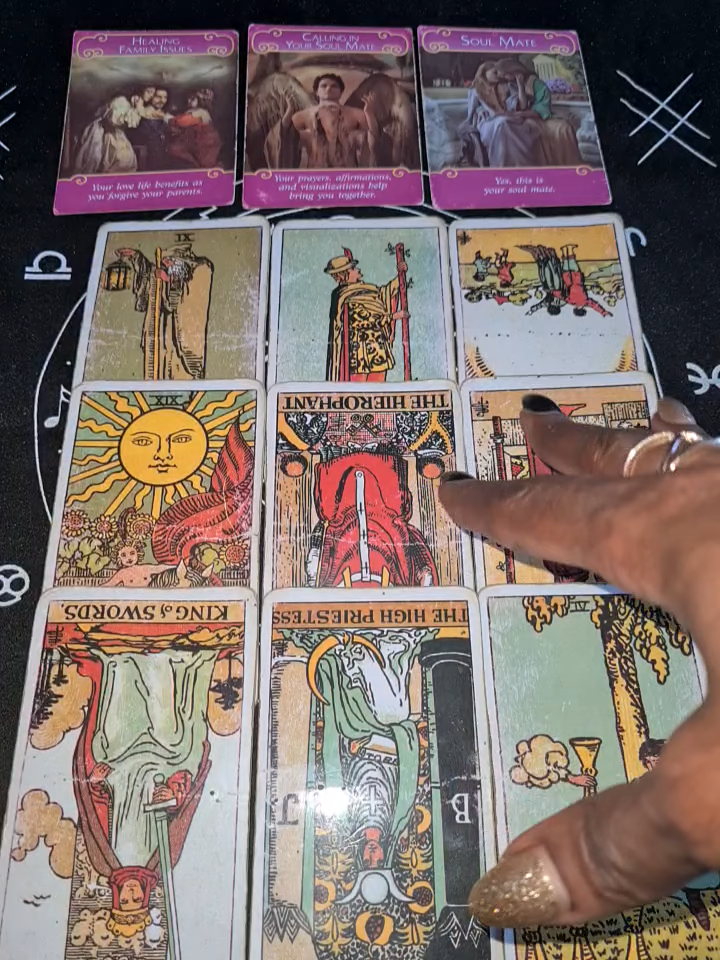 HEALING
FAMILY ISSUES
Your love life benefits as
you forgive your parents.
CALLING IN
YOUR SOUL MATE
Your prayers, affirmations,
and visualizations help
bring you together.
SOUL MATE
Yes, this is
your soul mate.
IX
XIX
THE HIEROPHANT
KING of SWORDS.
THE HIGH PRIESTESS
B
J
IV